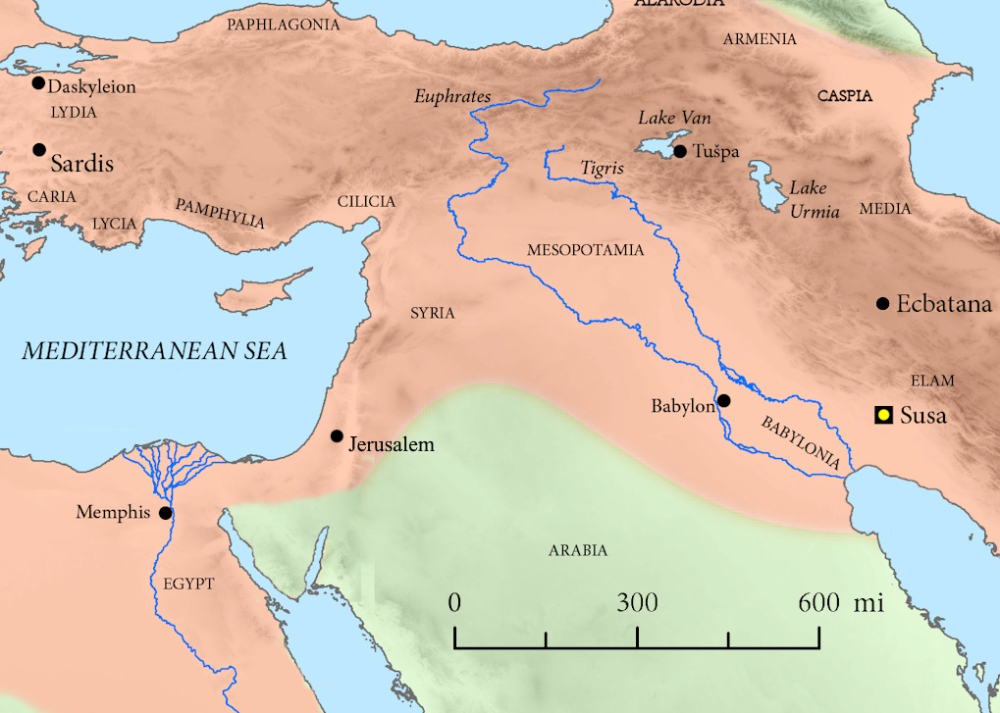 ALARODIA
PAPHLAGONIA
ARMENIA
Daskyleion
Euphrates
CASPIA
LYDIA
Lake Van
Tušpa
Sardis
Tigris
Lake
Urmia
CARIA
CILICIA
MEDIA
PAMPHYLIA
LYCIA
MESOPOTAMIA
Ecbatana
SYRIA
MEDITERRANEAN SEA
ELAM
Babylon
Susa
BABYLONIA
Jerusalem
Memphis
ARABIA
EGYPT
0 300 600 mi